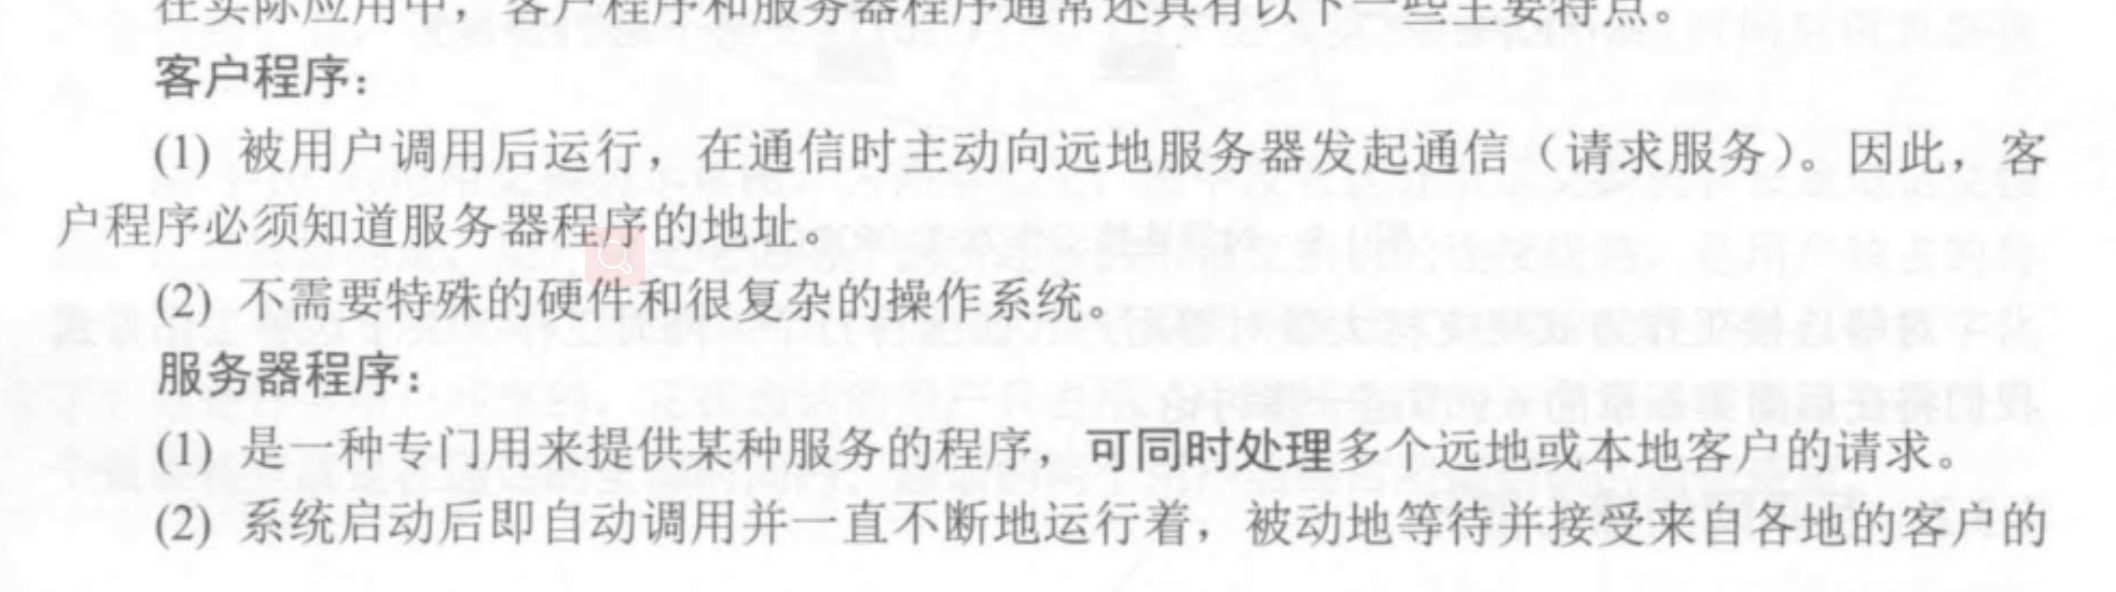 在实际应用中，客户程序和服务器程序通常还具有以下一些主要特点。
客户程序：
(1) 被用户调用后运行，在通信时主动向远地服务器发起通信（请求服务）。因此，客
户程序必须知道服务器程序的地址。
(2) 不需要特殊的硬件和很复杂的操作系统。
服务器程序：
(1) 是一种专门用来提供某种服务的程序，可同时处理多个远地或本地客户的请求。
(2) 系统启动后即自动调用并一直不断地运行着，被动地等待并接受来自各地的客户的